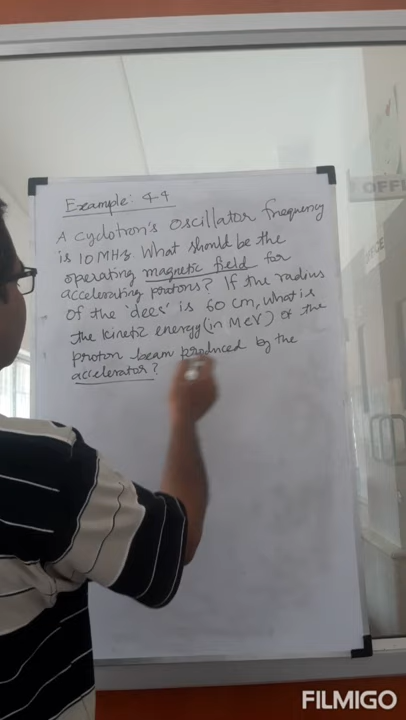 Example: 4.4
A cyclotron's oscillator frequency
is 10 MHz. What should be the
operating magnetic field for
accelerating protons? If the radius
of the 'dees' is 60 cm, what is
the kinetic energy (in MeV) of the
proton beam produced by the
accelerator?
OFFI
FILMIGO